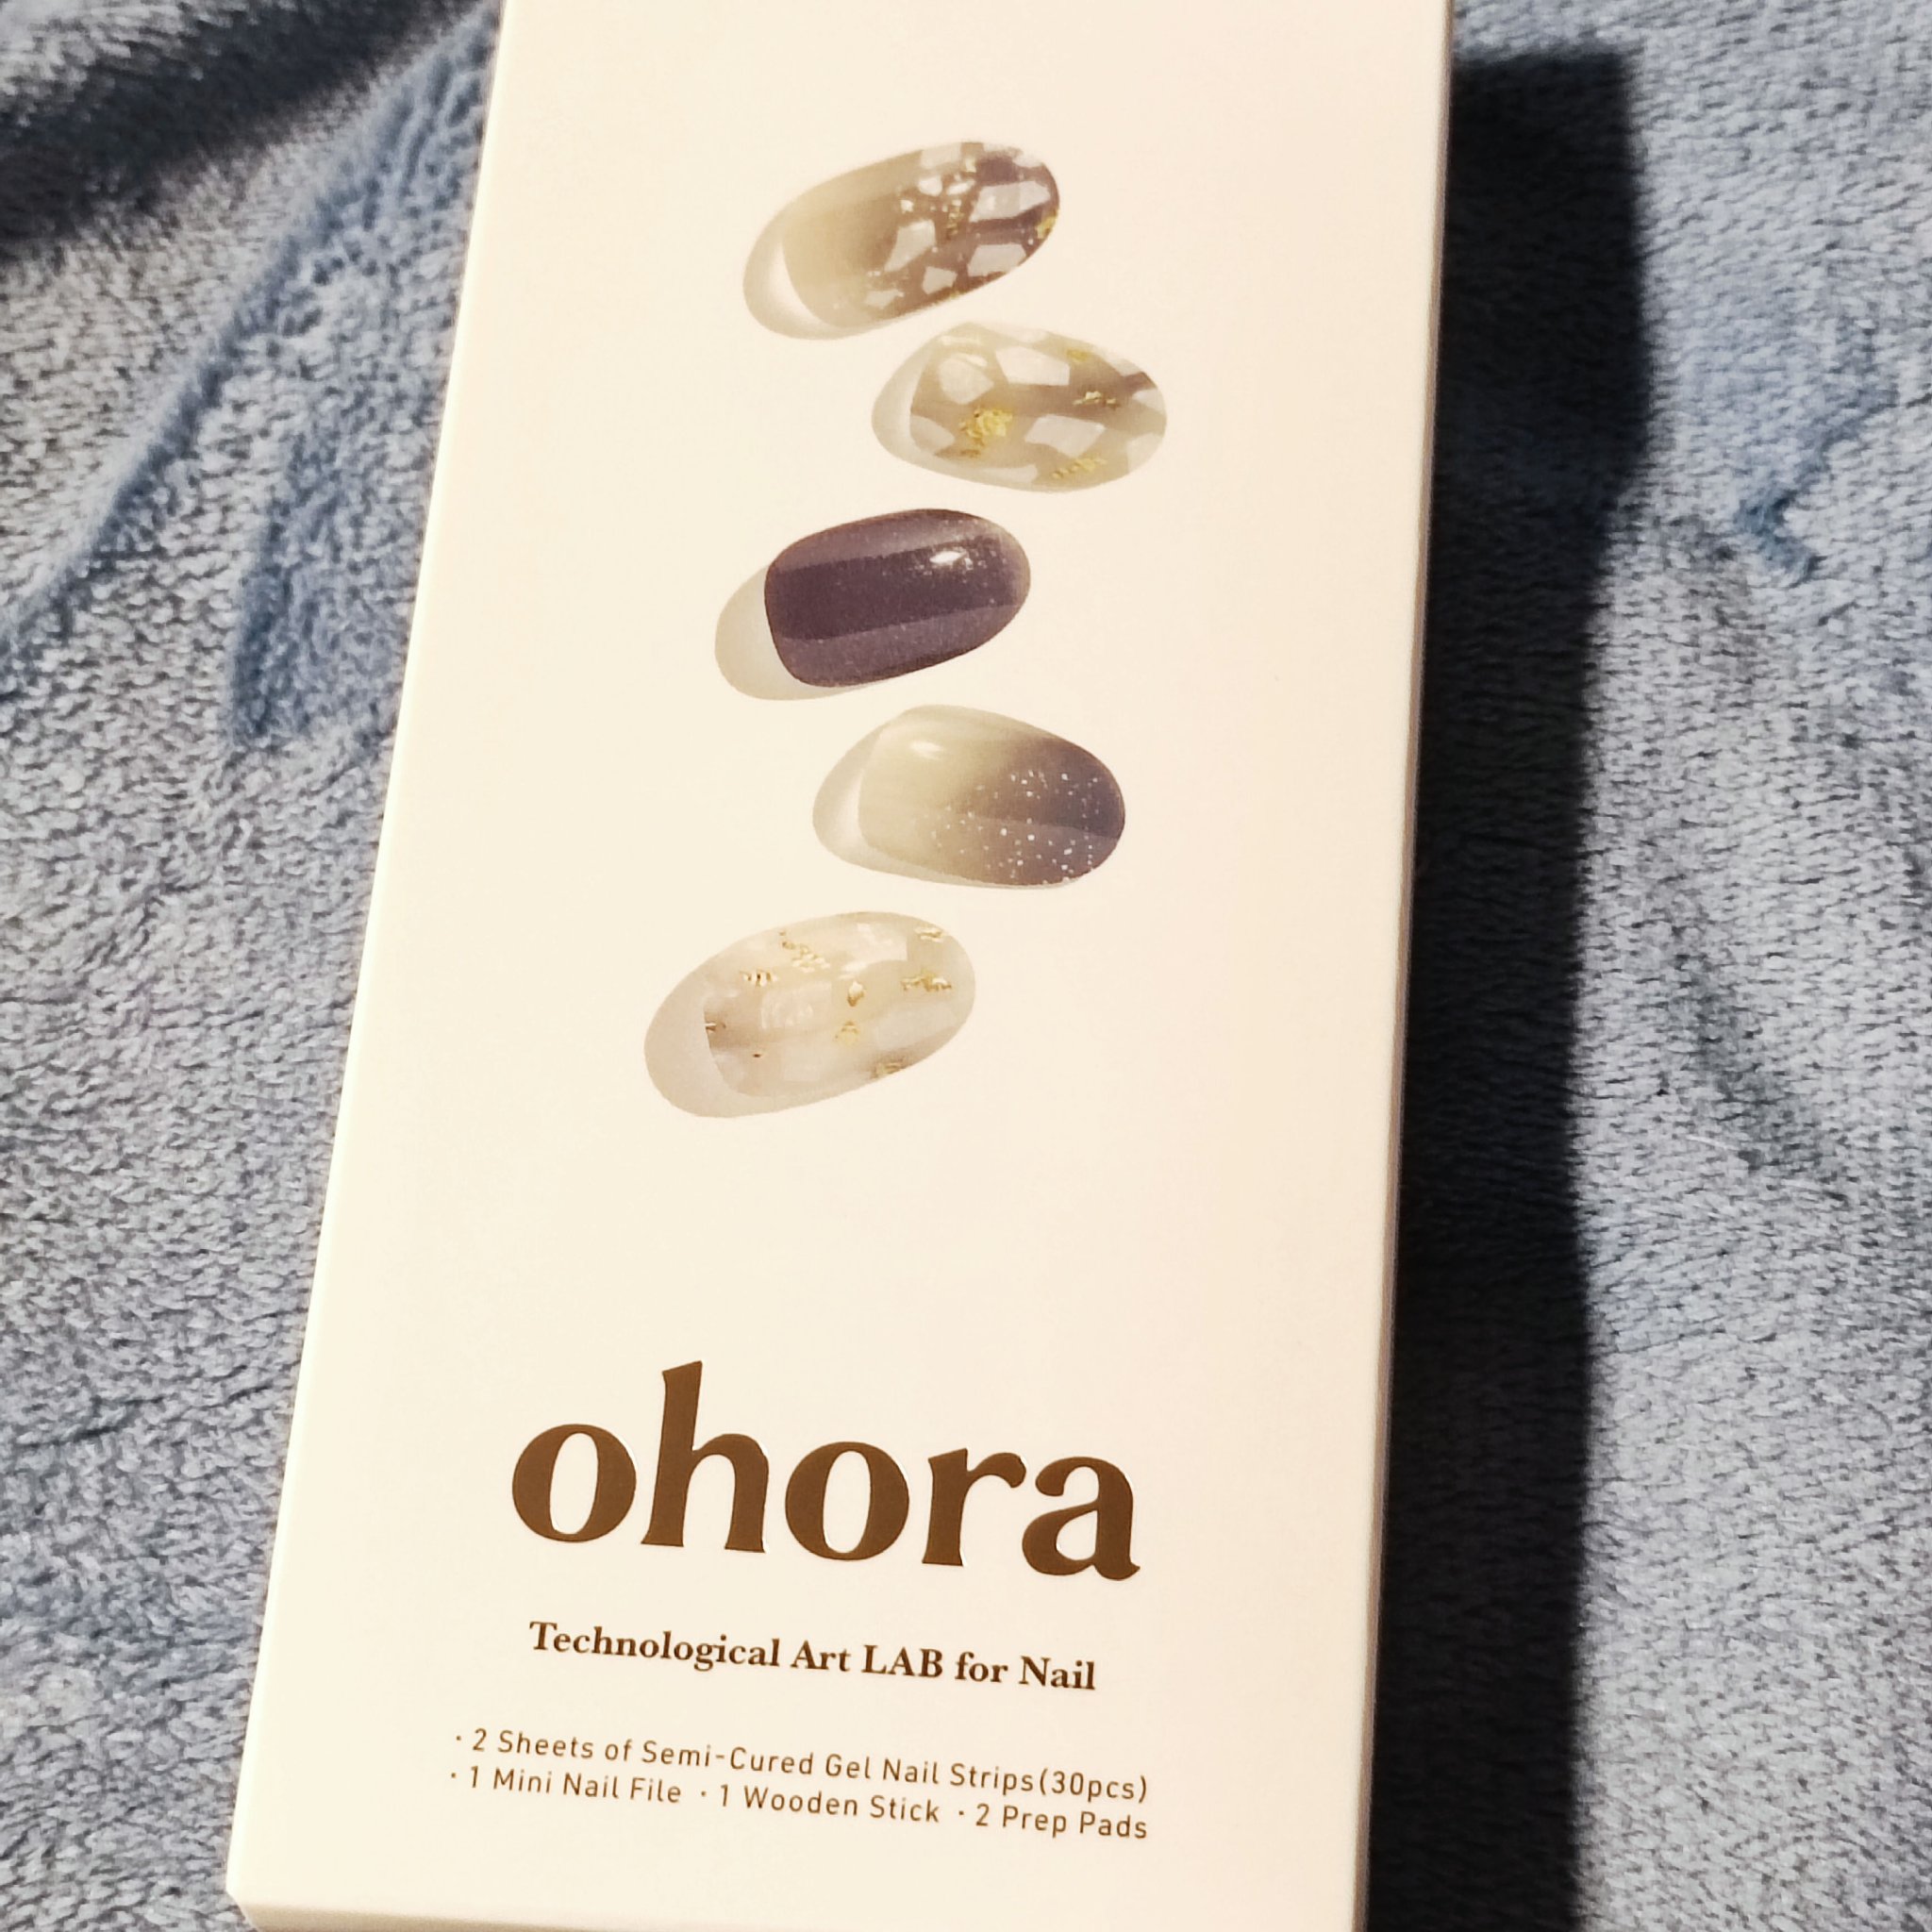 ohora
Technological Art LAB for Nail
· 2 Sheets of Semi-Cured Gel Nail Strips(30pcs)
· 1 Mini Nail File · 1 Wooden Stick · 2 Prep Pads